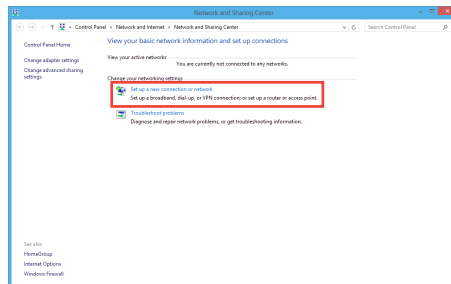 Network and Sharing Center
Control Panel ▸ Network and Internet ▸ Network and Sharing Center
Search Control Panel
Control Panel Home
Change adapter settings
Change advanced sharing
settings
View your basic network information and set up connections
View your active networks
You are currently not connected to any networks.
Change your networking settings
Set up a new connection or network
Set up a broadband, dial-up, or VPN connection; or set up a router or access point.
Troubleshoot problems
Diagnose and repair network problems, or get troubleshooting information.
See also
HomeGroup
Internet Options
Windows Firewall